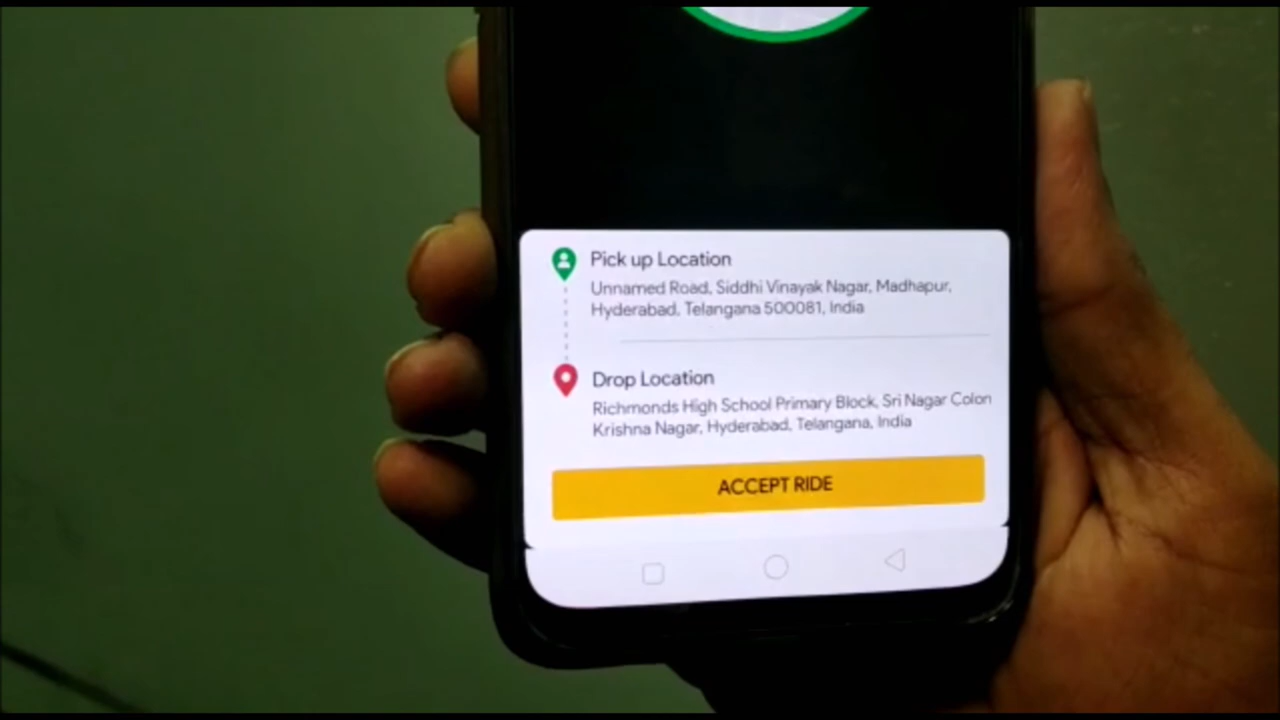 Pick up Location
Unnamed Road, Siddhi Vinayak Nagar, Madhapur,
Hyderabad, Telangana 500081, India
Drop Location
Richmonds High School Primary Block, Sri Nagar Colon
Krishna Nagar, Hyderabad, Telangana, India
ACCEPT RIDE